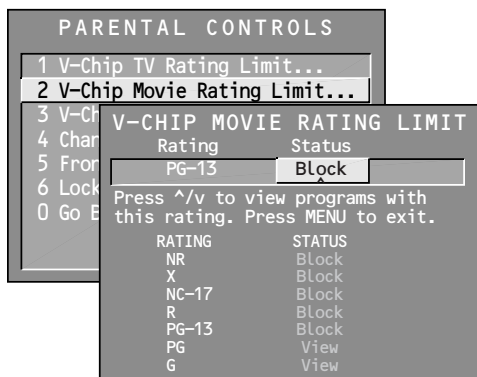 PARENTAL CONTROLS
1 V-Chip TV Rating Limit...
2 V-Chip Movie Rating Limit...
3 V-Ch
4 Chan
5 Fron
6 Lock
0 Go B
V-CHIP MOVIE RATING LIMIT
Rating Status
PG-13 Block
Press ^/v to view programs with
this rating. Press MENU to exit.
RATING STATUS
NR Block
X Block
NC-17 Block
R Block
PG-13 Block
PG View
G View